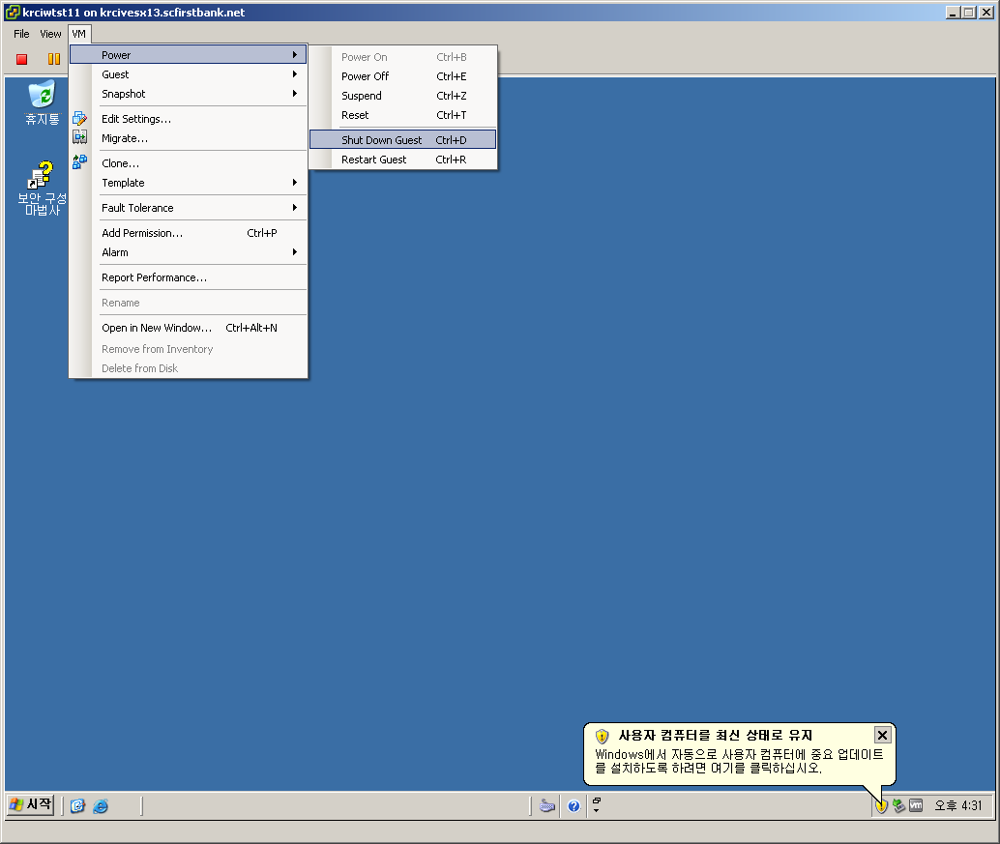 krciwtst11 on krcivesx13.scfirstbank.net
File View VM
Power
Guest
Snapshot
Edit Settings...
Migrate...
Clone...
Template
Fault Tolerance
Add Permission... Ctrl+P
Alarm
Report Performance...
Rename
Open in New Window... Ctrl+Alt+N
Remove from Inventory
Delete from Disk
Power On Ctrl+B
Power Off Ctrl+E
Suspend Ctrl+Z
Reset Ctrl+T
Shut Down Guest Ctrl+D
Restart Guest Ctrl+R
휴지통
보안 구성
마법사
사용자 컴퓨터를 최신 상태로 유지
Windows에서 자동으로 사용자 컴퓨터에 중요 업데이트
를 설치하도록 하려면 여기를 클릭하십시오.
시작
vm
오후 4:31